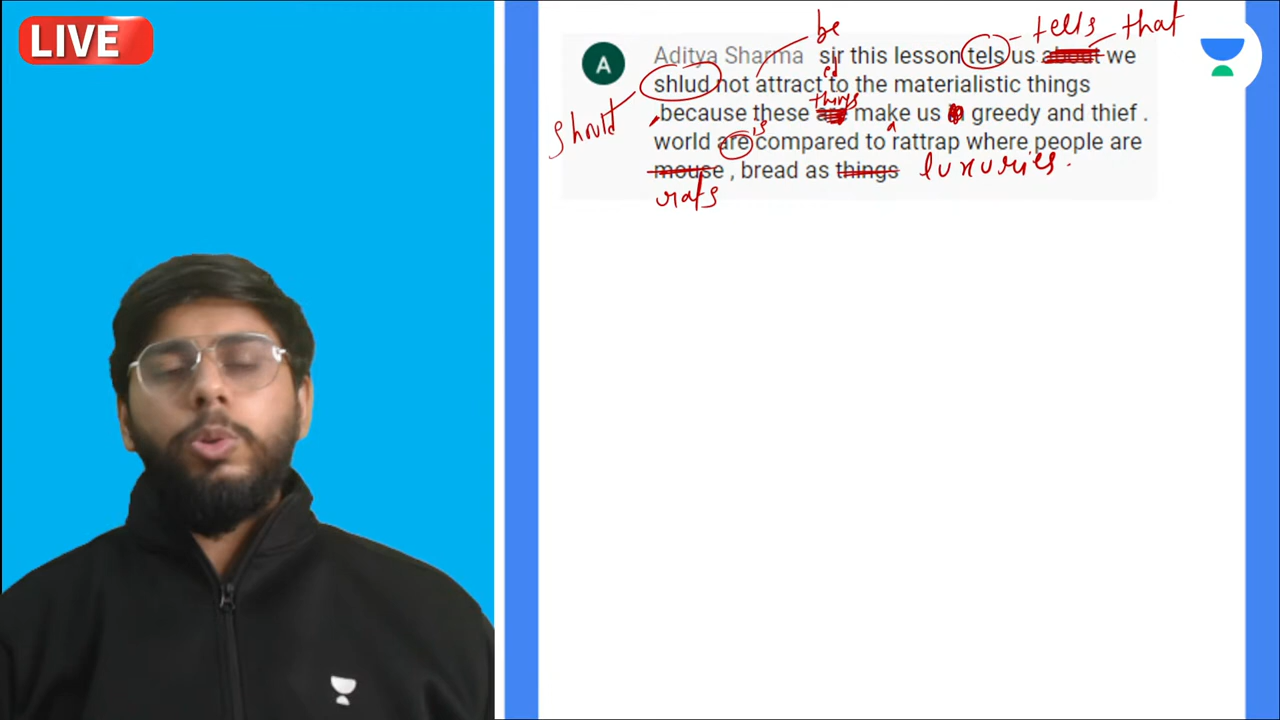 LIVE
be
tells that
A
Aditya Sharma sir this lesson tels us about we
ed
shlud not attract to the materialistic things
things
should
because these are make us greedy and thief .
is
a
world are compared to rattrap where people are
mouse , bread as things luxuries.
rats